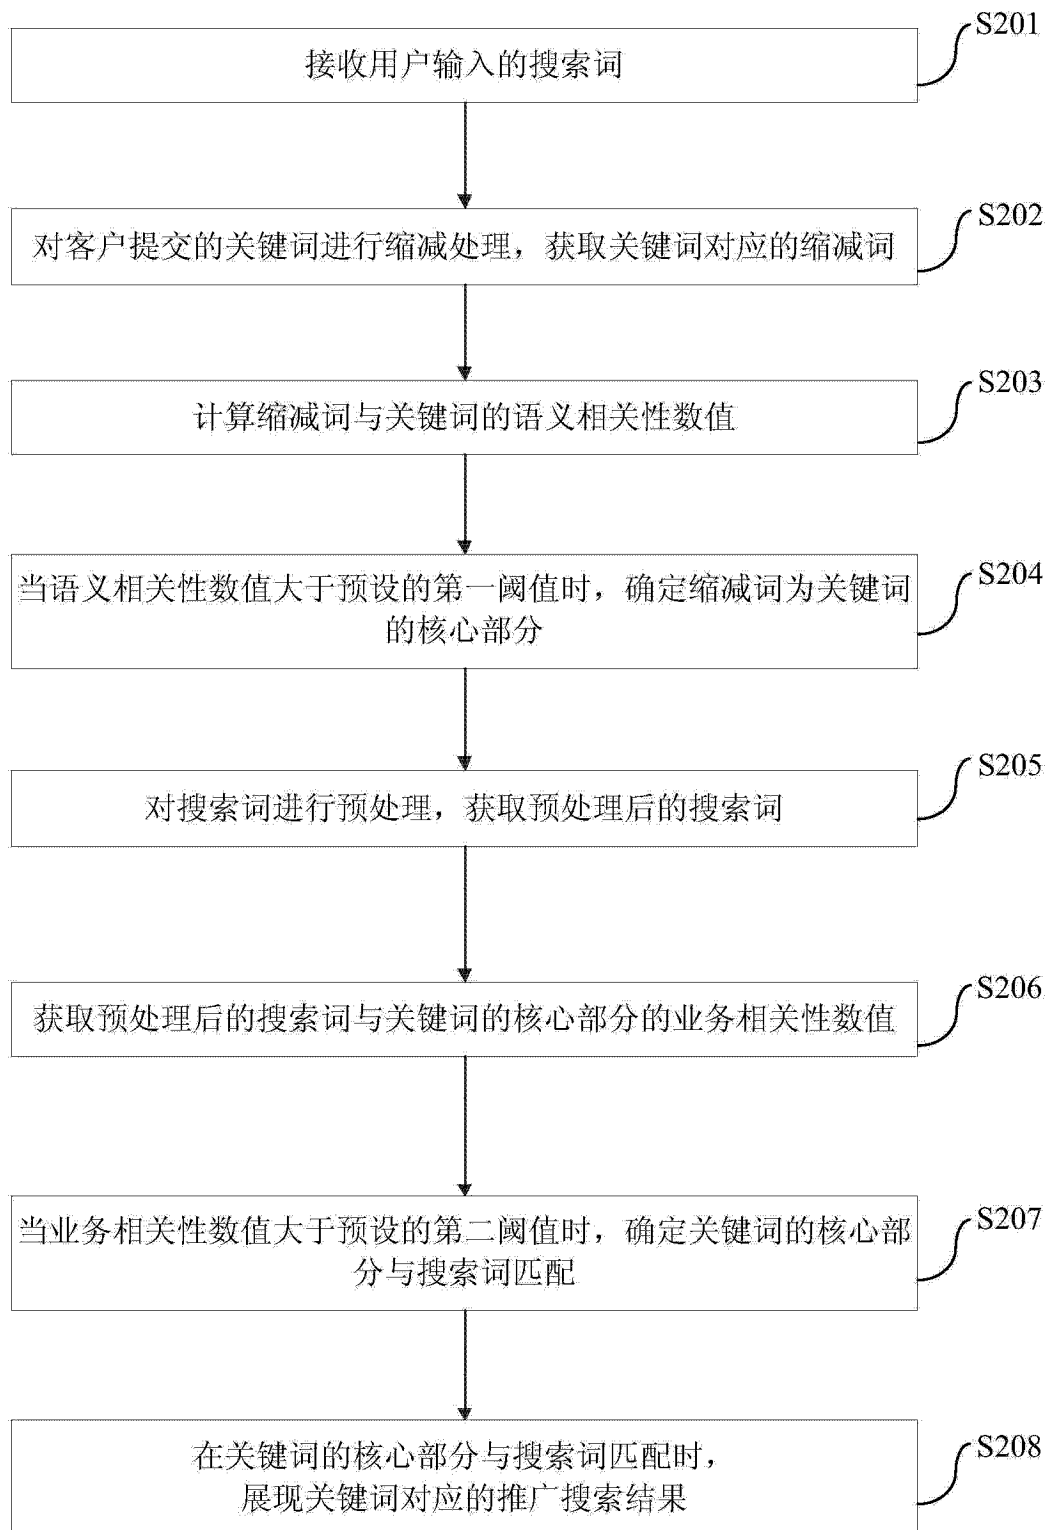 S201
接收用户输入的搜索词
S202
对客户提交的关键词进行缩减处理，获取关键词对应的缩减词
S203
计算缩减词与关键词的语义相关性数值
S204
当语义相关性数值大于预设的第一阈值时，确定缩减词为关键词
的核心部分
S205
对搜索词进行预处理，获取预处理后的搜索词
S206
获取预处理后的搜索词与关键词的核心部分的业务相关性数值
S207
当业务相关性数值大于预设的第二阈值时，确定关键词的核心部
分与搜索词匹配
S208
在关键词的核心部分与搜索词匹配时，
展现关键词对应的推广搜索结果